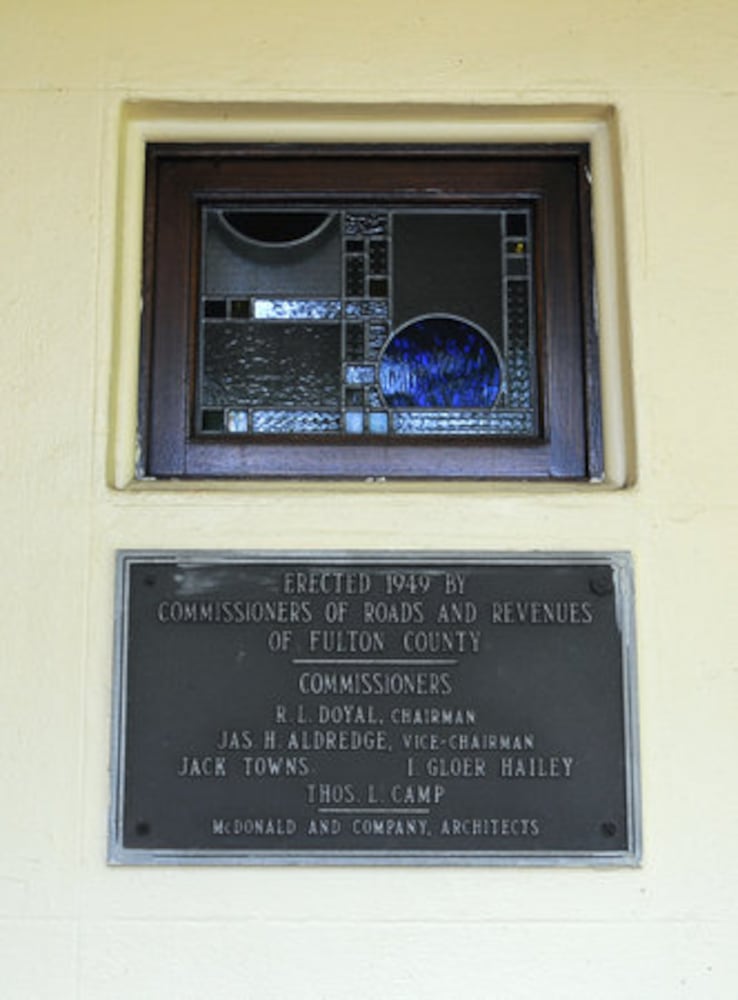 ERECTED 1949 BY
COMMISSIONERS OF ROADS AND REVENUES
OF FULTON COUNTY
COMMISSIONERS
R. L. DOYAL, CHAIRMAN
JAS. H. ALDREDGE, VICE-CHAIRMAN
JACK TOWNS I. GLOER HAILEY
THOS. L. CAMP
McDONALD AND COMPANY, ARCHITECTS